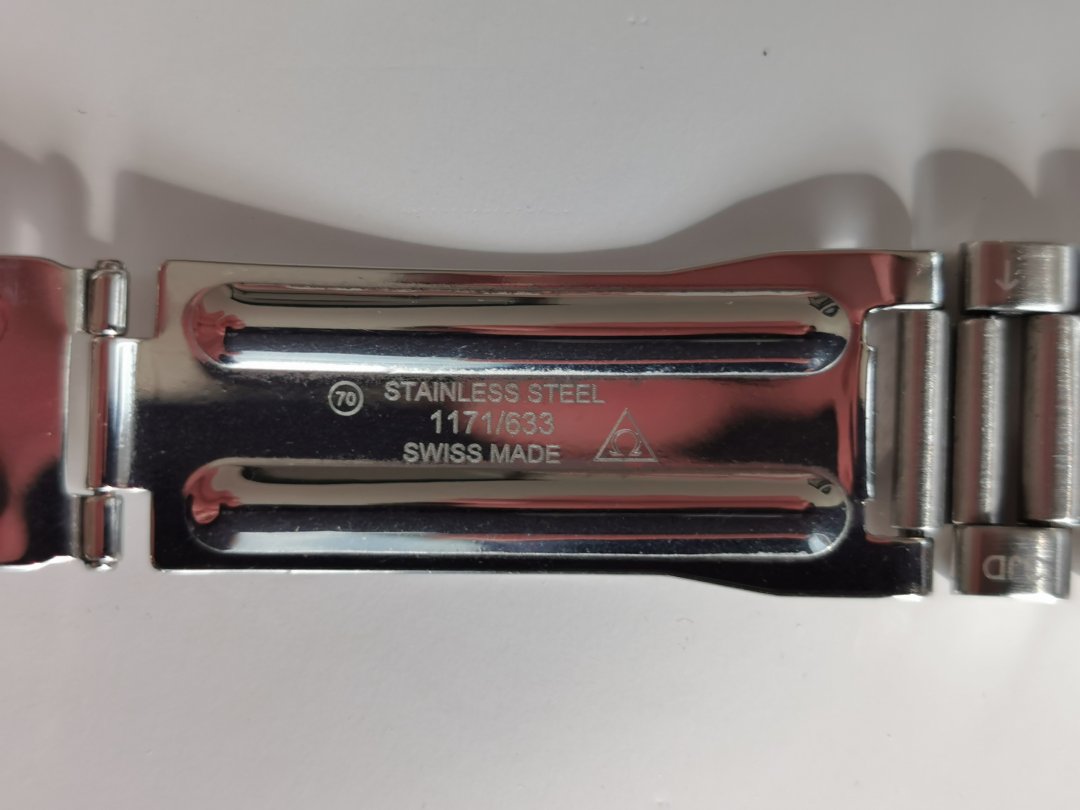 70 STAINLESS STEEL
1171/633
SWISS MADE Ω